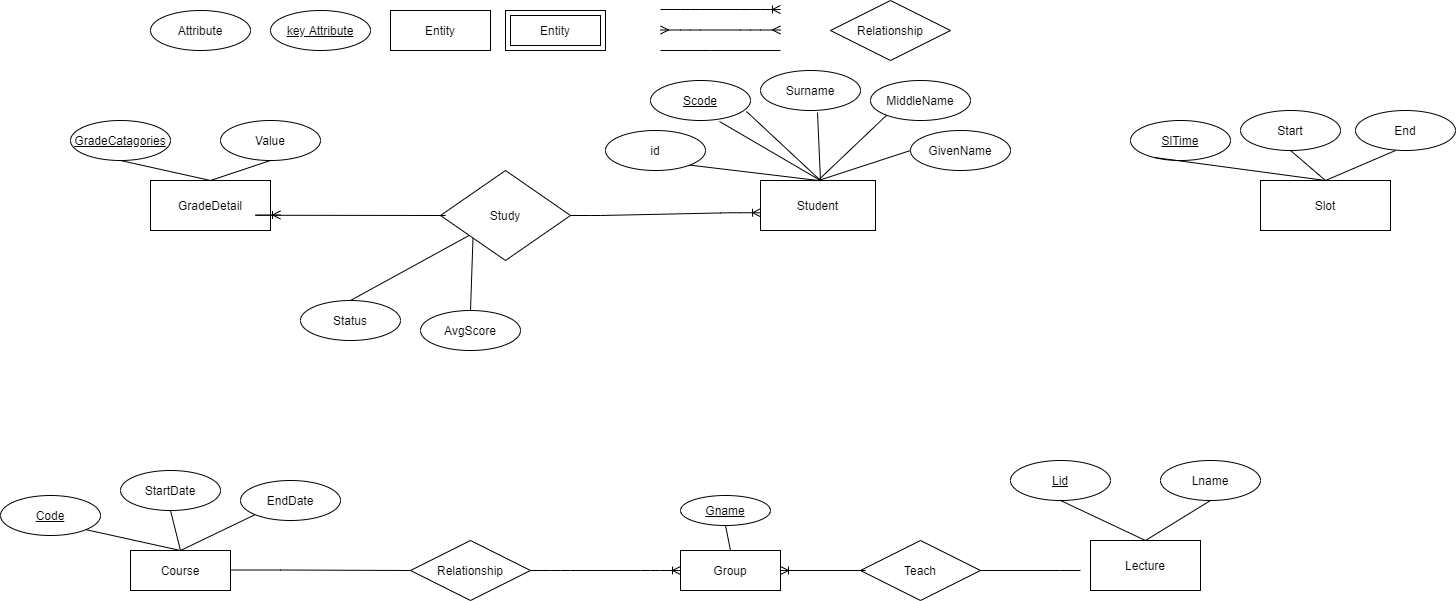 Attribute
key Attribute
Entity
Entity
Relationship
Scode
Surname
MiddleName
GradeCatagories
Value
id
GivenName
SlTime
Start
End
GradeDetail
Study
Student
Slot
Status
AvgScore
Code
StartDate
EndDate
Gname
Lid
Lname
Course
Relationship
Group
Teach
Lecture